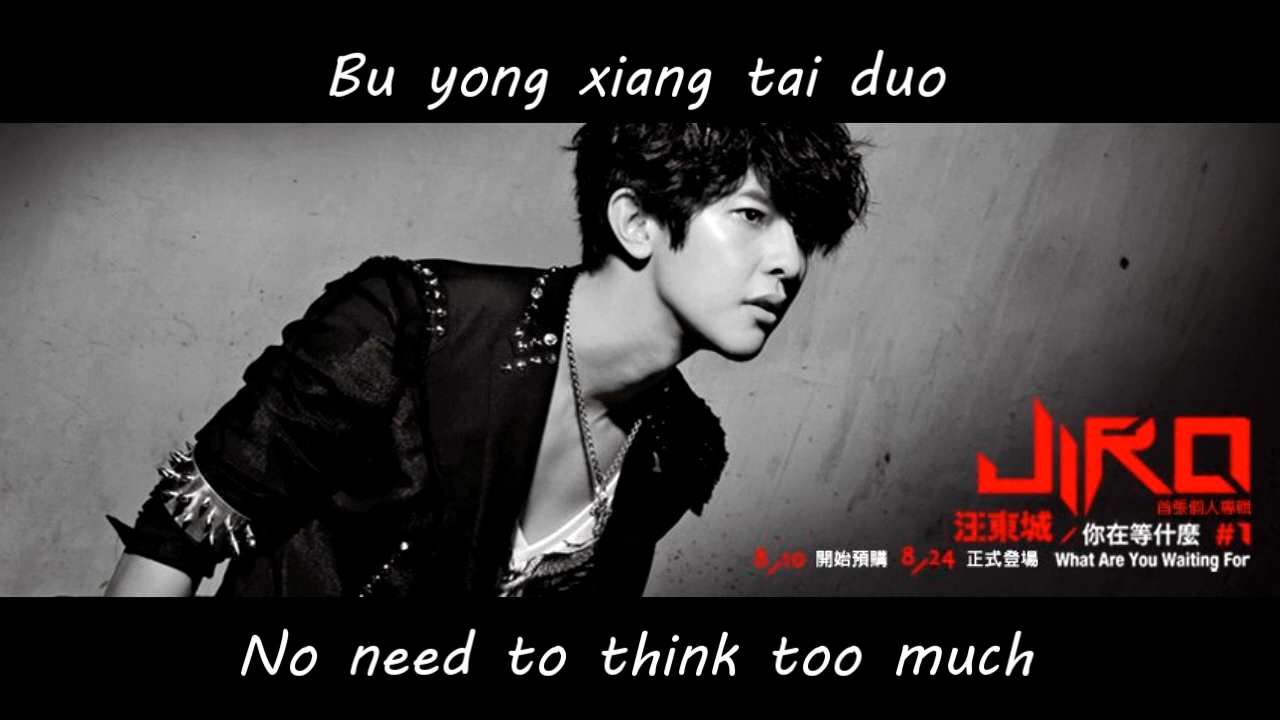 Bu yong xiang tai duo
JIRO
首張個人專輯
汪東城 / 你在等什麼 #1
8/10 開始預購 8/24 正式登場 What Are You Waiting For
No need to think too much